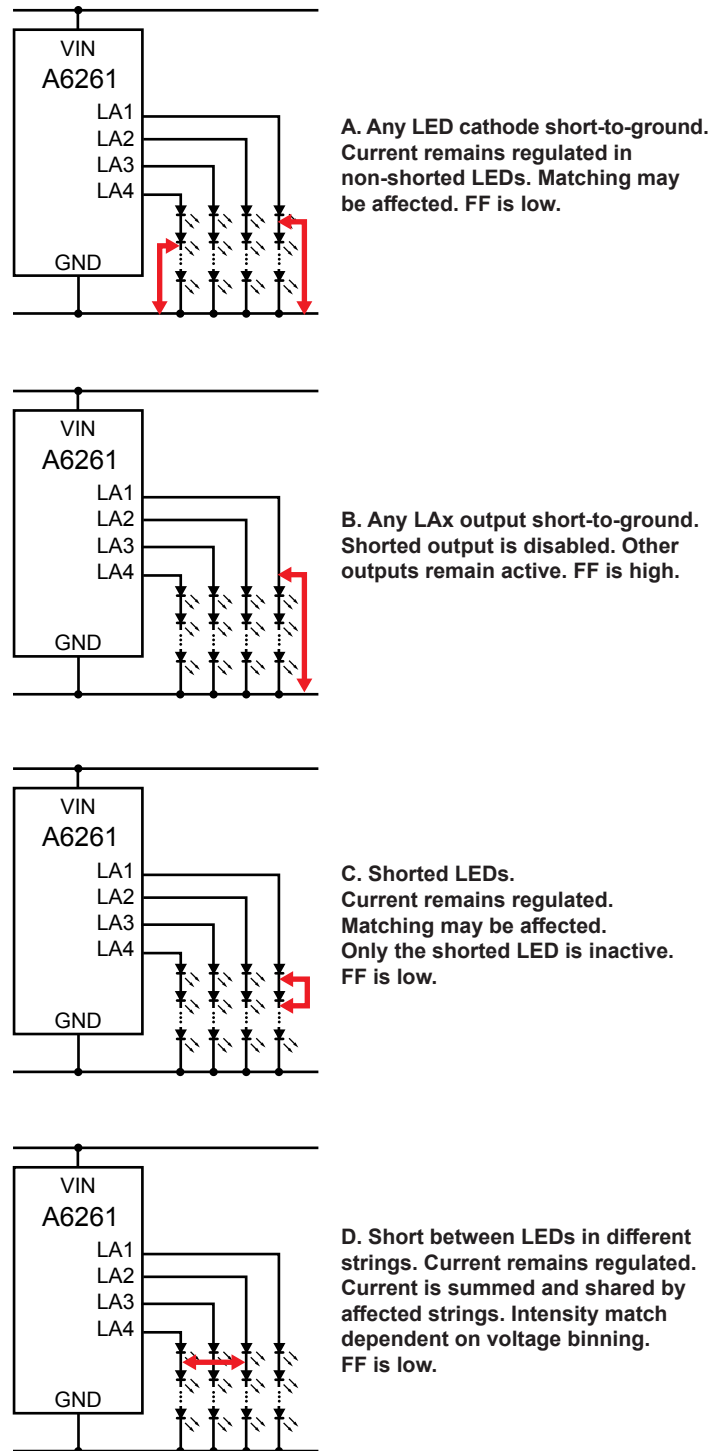 VIN
A6261
LA1
LA2
LA3
LA4
GND
A. Any LED cathode short-to-ground.
Current remains regulated in
non-shorted LEDs. Matching may
be affected. FF is low.
VIN
A6261
LA1
LA2
LA3
LA4
GND
B. Any LAx output short-to-ground.
Shorted output is disabled. Other
outputs remain active. FF is high.
VIN
A6261
LA1
LA2
LA3
LA4
GND
C. Shorted LEDs.
Current remains regulated.
Matching may be affected.
Only the shorted LED is inactive.
FF is low.
VIN
A6261
LA1
LA2
LA3
LA4
GND
D. Short between LEDs in different
strings. Current remains regulated.
Current is summed and shared by
affected strings. Intensity match
dependent on voltage binning.
FF is low.